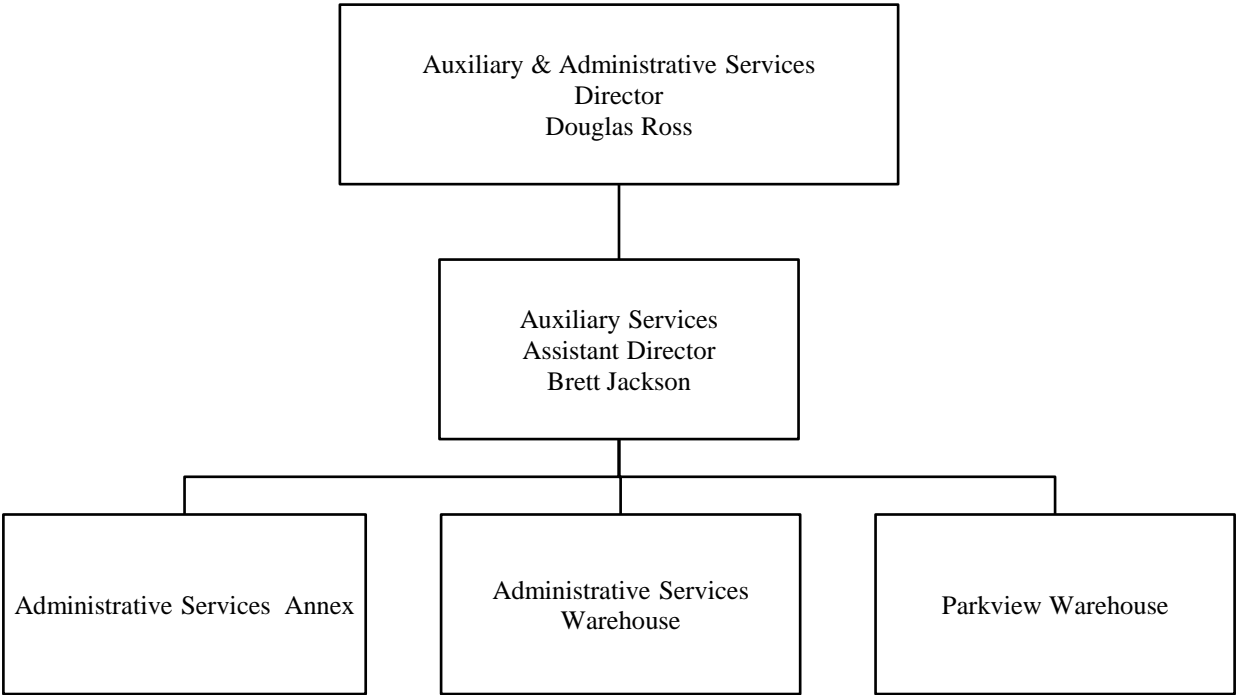 Auxiliary & Administrative Services
Director
Douglas Ross
Auxiliary Services
Assistant Director
Brett Jackson
Administrative Services Annex
Administrative Services
Warehouse
Parkview Warehouse